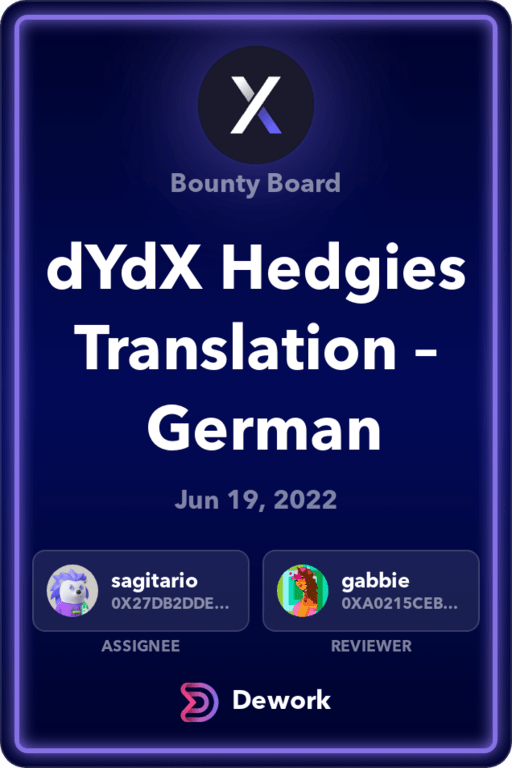 Bounty Board
dYdX Hedgies
Translation –
German
Jun 19, 2022
sagitario
0X27DB2DDE...
ASSIGNEE
gabbie
0XA0215CEB...
REVIEWER
Dework